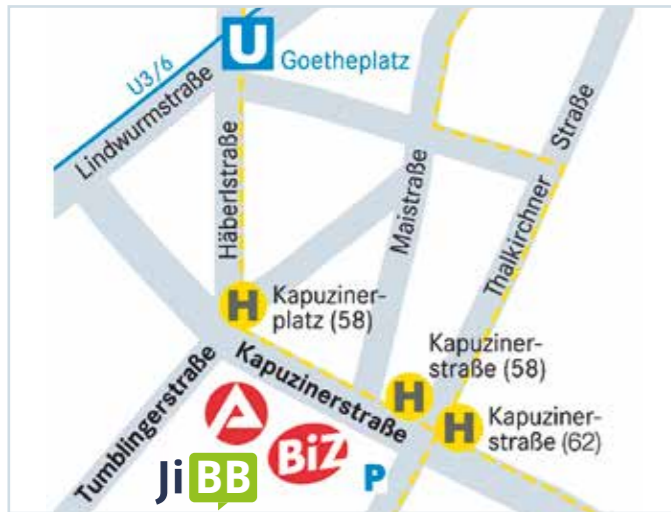 U
Goetheplatz
U3/6
Lindwurmstraße
Häberlstraße
Maistraße
Thalkirchner
Straße
H
Kapuziner-
platz (58)
Kapuziner-
straße (58)
H
H
Kapuziner-
straße (62)
Kapuzinerstraße
Tumblingerstraße
A
BiZ
JiBB
P